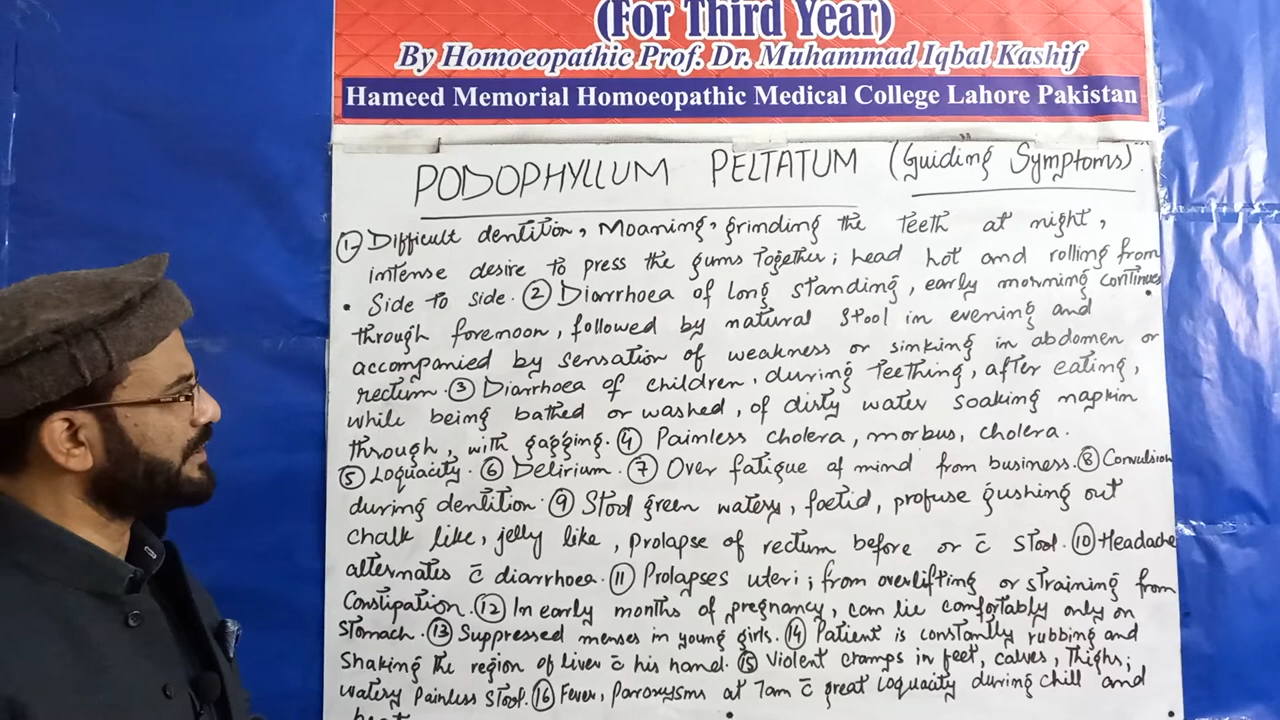 (For Third Year)
By Homoeopathic Prof. Dr. Muhammad Iqbal Kashif
Hameed Memorial Homoeopathic Medical College Lahore Pakistan
PODOPHYLLUM PELTATUM (Guiding Symptoms)
① Difficult dentition, Moaning, grinding the Teeth at night,
intense desire to press the gums together; head hot and rolling from
Side to side. ② Diarrhoea of long standing, early morning continues
through forenoon, followed by natural stool in evening and
accompanied by sensation of weakness or sinking in abdomen or
rectum. ③ Diarrhoea of children, during teething, after eating,
while being bathed or washed, of dirty water soaking napkin
through, with gagging. ④ Painless cholera, morbus, cholera.
⑤ Loquacity. ⑥ Delirium. ⑦ Over fatigue of mind from business. ⑧ Convulsion
during dentition. ⑨ Stool green watery, foetid, profuse gushing out
chalk like, jelly like, prolapse of rectum before or c̄ stool. ⑩ Headache
alternates c̄ diarrhoea. ⑪ Prolapses uteri; from overlifting or straining from
Constipation. ⑫ In early months of pregnancy, can lie comfortably only on
Stomach. ⑬ Suppressed menses in young girls. ⑭ Patient is constantly rubbing and
Shaking the region of liver c̄ his hand. ⑮ Violent cramps in feet, calves, thighs;
watery Painless Stool. ⑯ Fever, Paroxysms at 7am c̄ great loquacity during chill and